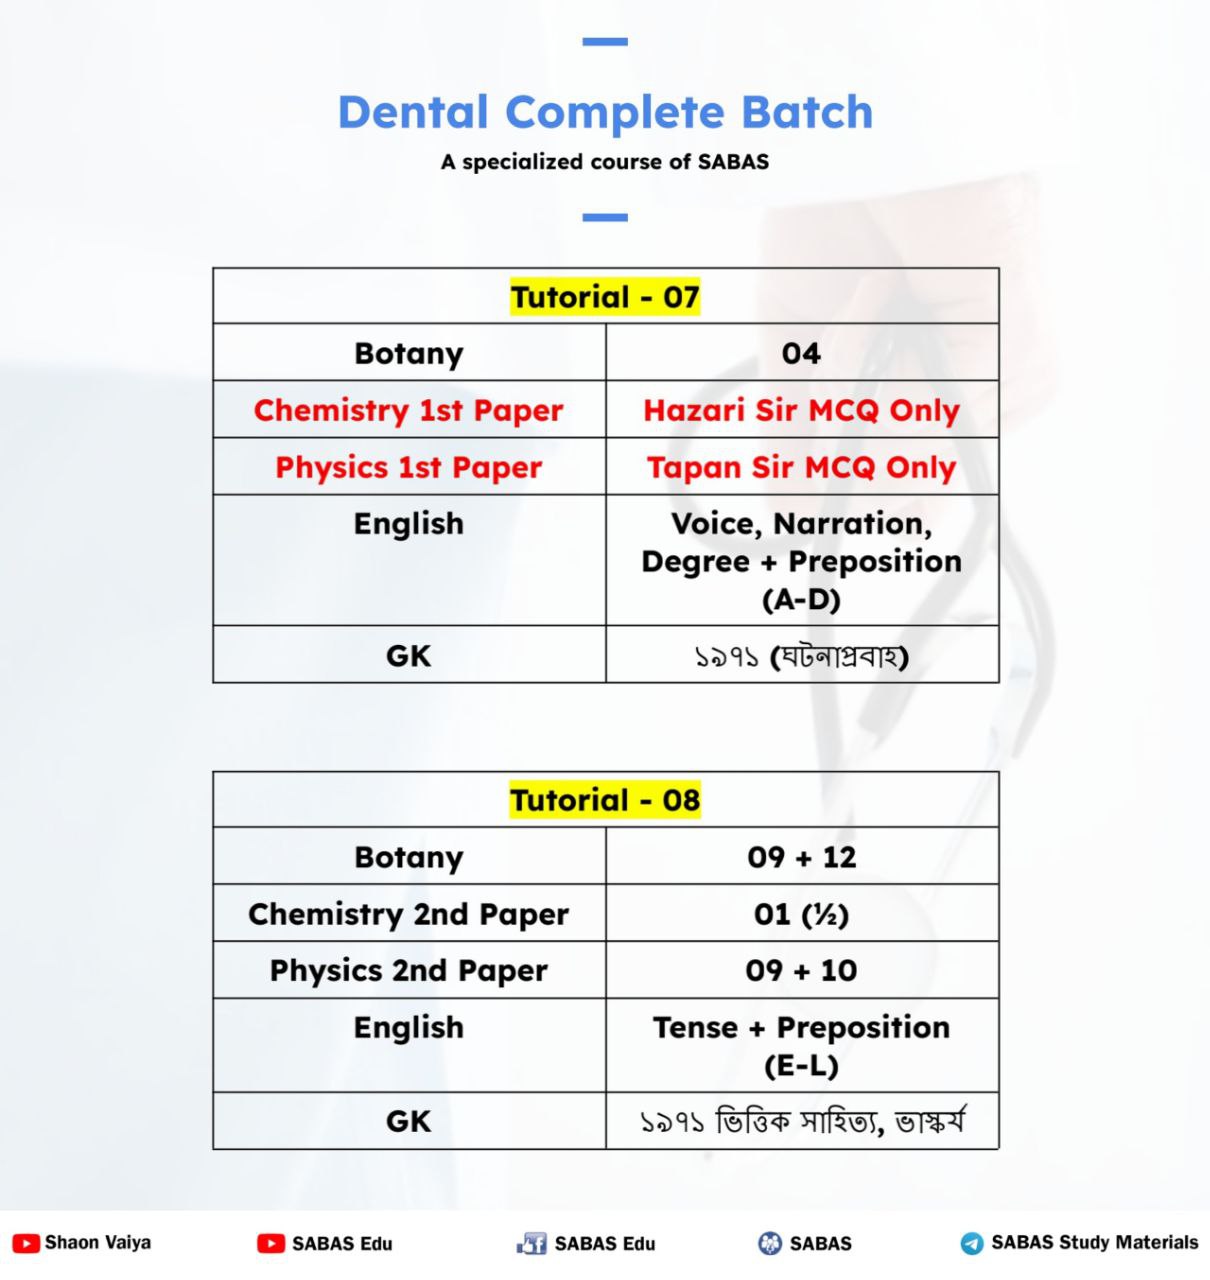 Dental Complete Batch
A specialized course of SABAS
Tutorial - 07
Botany 04
Chemistry 1st Paper Hazari Sir MCQ Only
Physics 1st Paper Tapan Sir MCQ Only
English Voice, Narration,
Degree + Preposition
(A-D)
GK ১৯৭১ (ঘটনাপ্রবাহ)
Tutorial - 08
Botany 09 + 12
Chemistry 2nd Paper 01 (½)
Physics 2nd Paper 09 + 10
English Tense + Preposition
(E-L)
GK ১৯৭১ ভিত্তিক সাহিত্য, ভাস্কর্য
Shaon Vaiya SABAS Edu SABAS Edu SABAS SABAS Study Materials